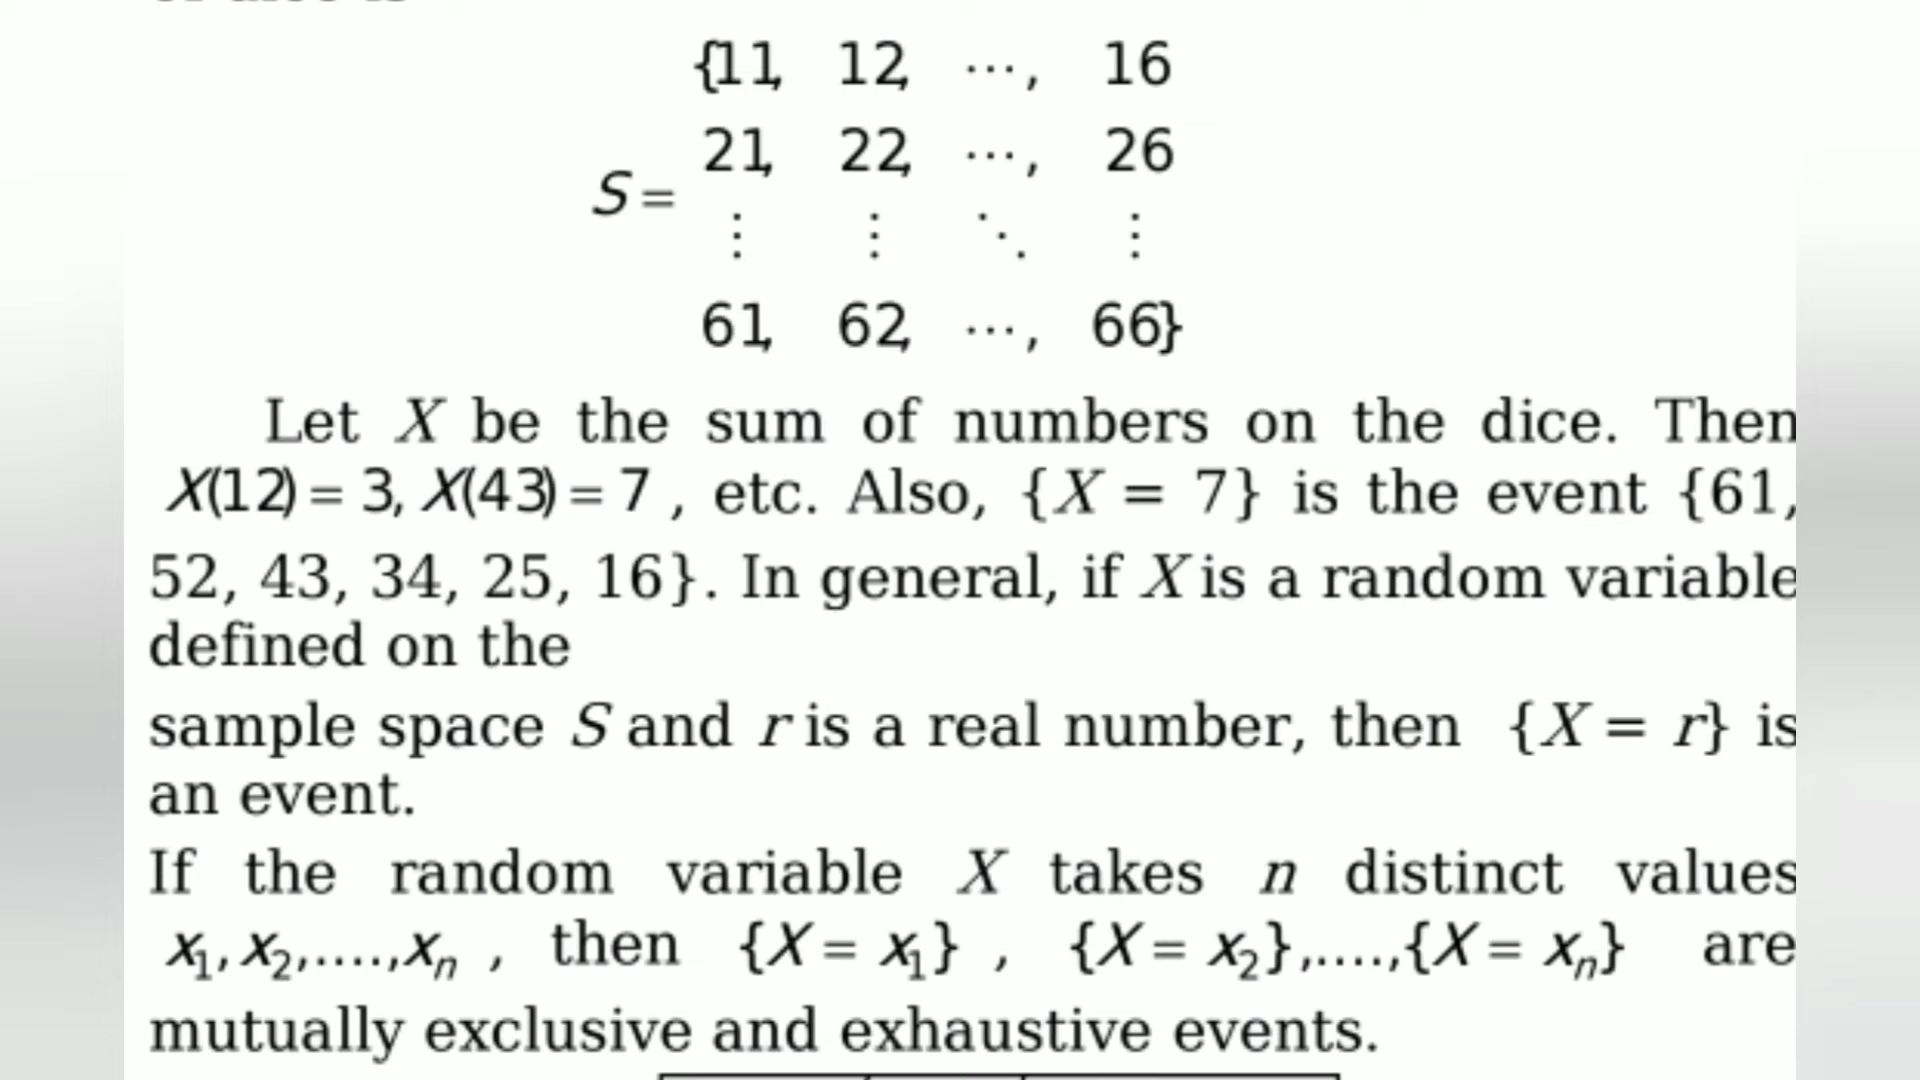 {11, 12, ⋯, 16
21, 22, ⋯, 26
S =
⋮ ⋮ ⋱ ⋮
61, 62, ⋯, 66}
Let X be the sum of numbers on the dice. Then
X(12) = 3, X(43) = 7 , etc. Also, {X = 7} is the event {61,
52, 43, 34, 25, 16}. In general, if X is a random variable
defined on the
sample space S and r is a real number, then {X = r} is
an event.
If the random variable X takes n distinct values
x₁, x₂,....,xₙ , then {X = x₁} , {X = x₂},....,{X = xₙ} are
mutually exclusive and exhaustive events.